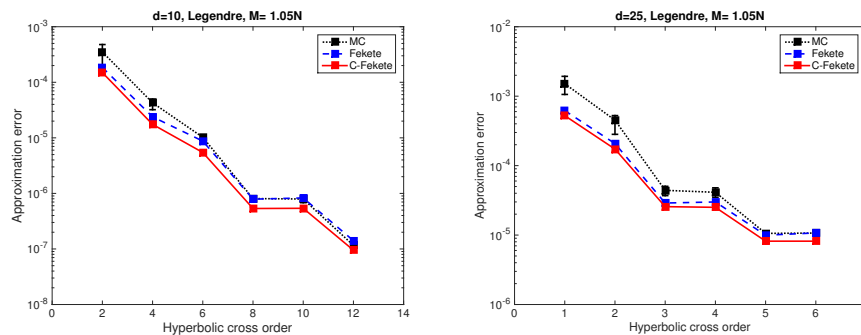 d=10, Legendre, M= 1.05N
10^-3
10^-4
10^-5
10^-6
10^-7
10^-8
Approximation error
MC
Fekete
C-Fekete
0 2 4 6 8 10 12 14
Hyperbolic cross order
d=25, Legendre, M= 1.05N
10^-2
10^-3
10^-4
10^-5
10^-6
Approximation error
MC
Fekete
C-Fekete
0 1 2 3 4 5 6
Hyperbolic cross order